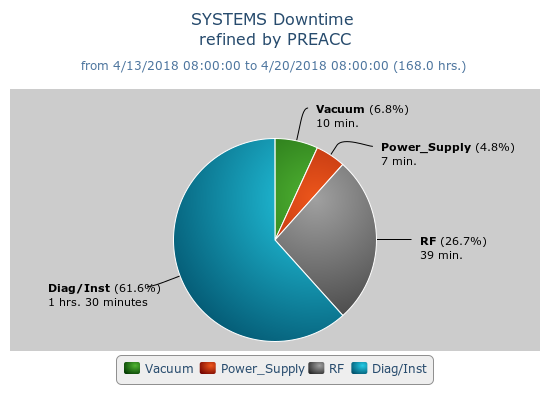 SYSTEMS Downtime
refined by PREACC
from 4/13/2018 08:00:00 to 4/20/2018 08:00:00 (168.0 hrs.)
Vacuum (6.8%)
10 min.
Power_Supply (4.8%)
7 min.
RF (26.7%)
39 min.
Diag/Inst (61.6%)
1 hrs. 30 minutes
Vacuum Power_Supply RF Diag/Inst